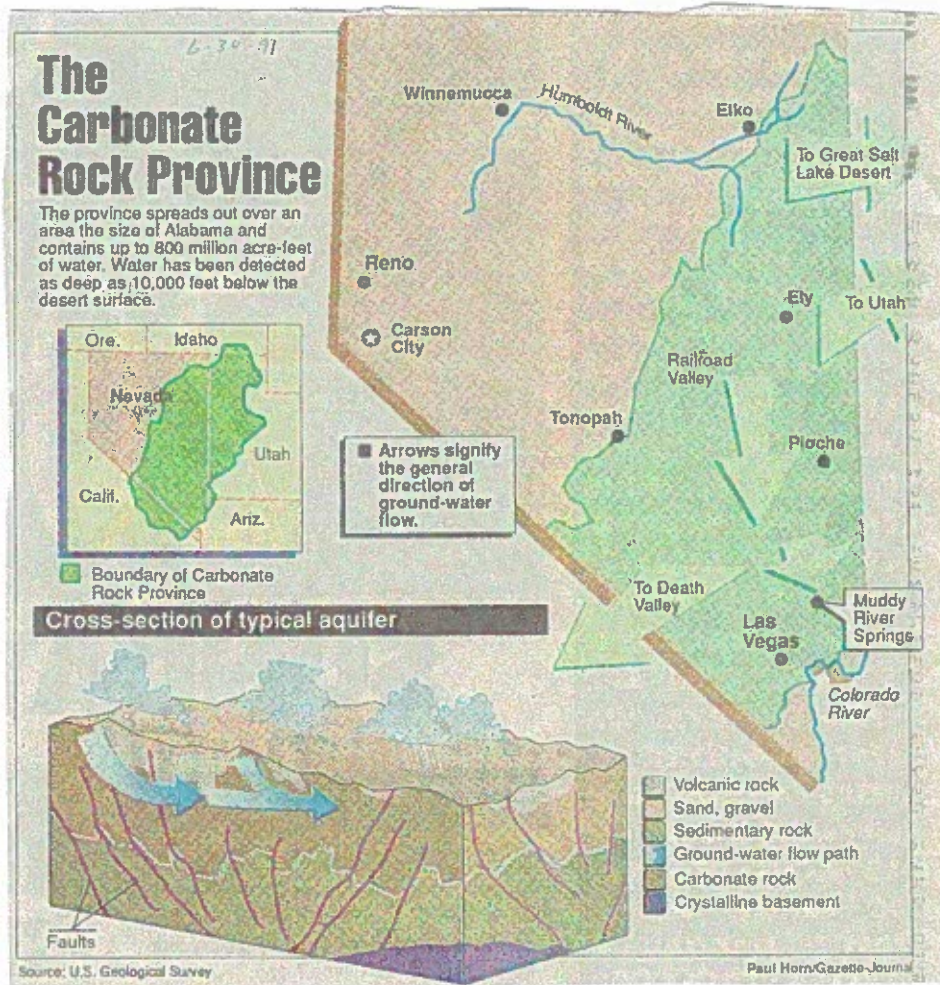 The
Carbonate
Rock Province
The province spreads out over an
area the size of Alabama and
contains up to 800 million acre-feet
of water. Water has been detected
as deep as 10,000 feet below the
desert surface.
Ore.
Idaho
Nevada
Utah
Calif.
Ariz.
Boundary of Carbonate
Rock Province
Winnemucca
Humboldt River
Elko
To Great Salt
Lake Desert
Reno
Carson
City
Ely
To Utah
Railroad
Valley
Tonopah
Pioche
Arrows signify
the general
direction of
ground-water
flow.
To Death
Valley
Las
Vegas
Muddy
River
Springs
Colorado
River
Cross-section of typical aquifer
Faults
Volcanic rock
Sand, gravel
Sedimentary rock
Ground-water flow path
Carbonate rock
Crystalline basement
Source: U.S. Geological Survey
Paul Horn/Gazette-Journal